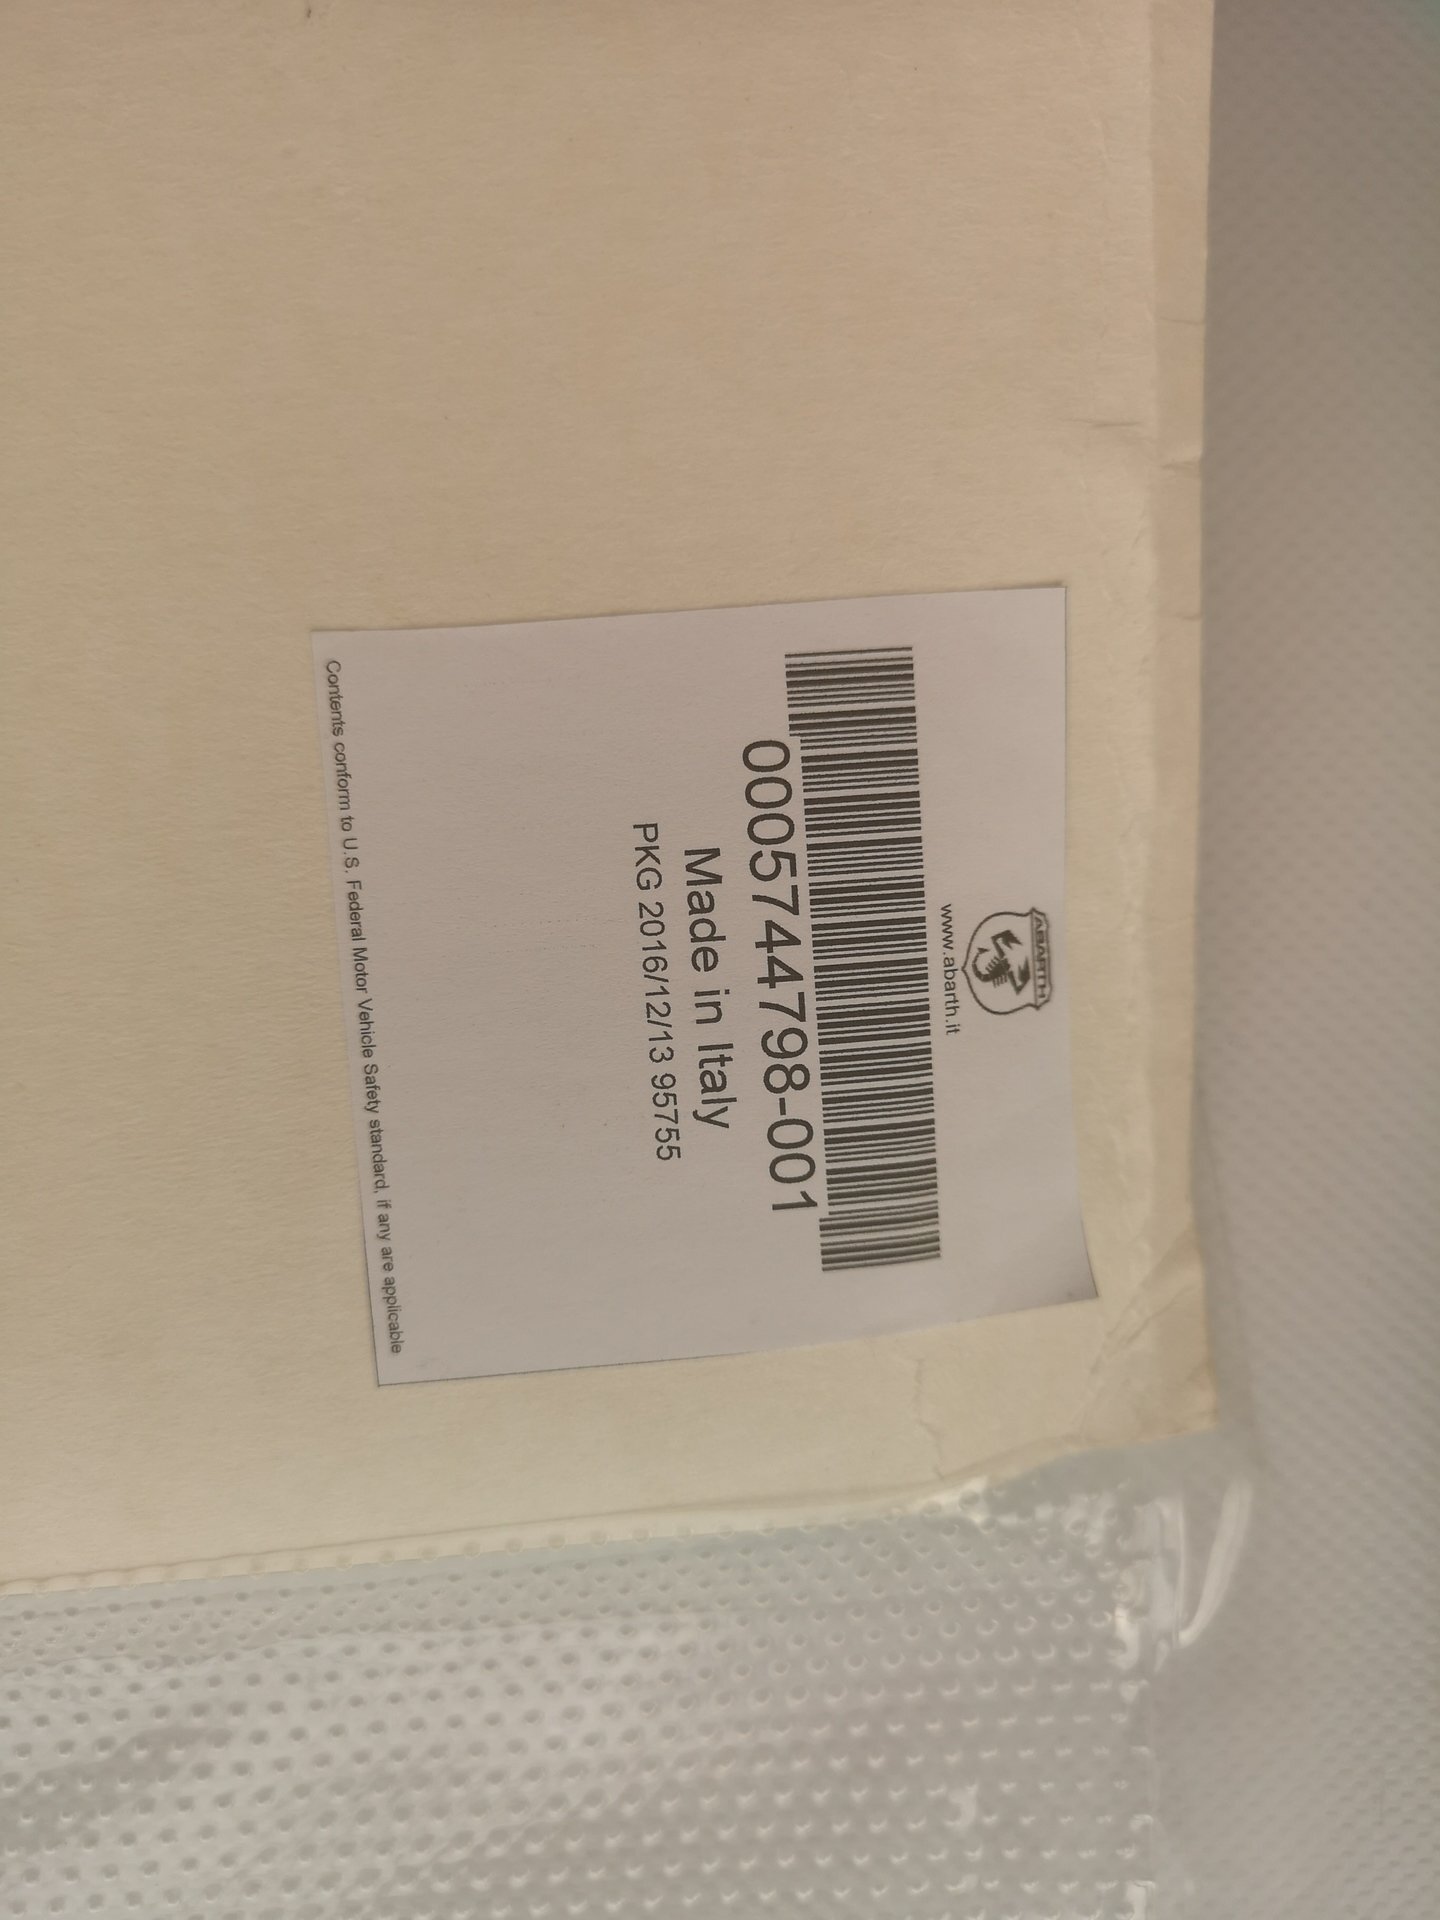 ABARTH
www.abarth.it
0005744798-001
Made in Italy
PKG 2016/12/13 95755
Contents conform to U.S. Federal Motor Vehicle Safety standard, if any are applicable